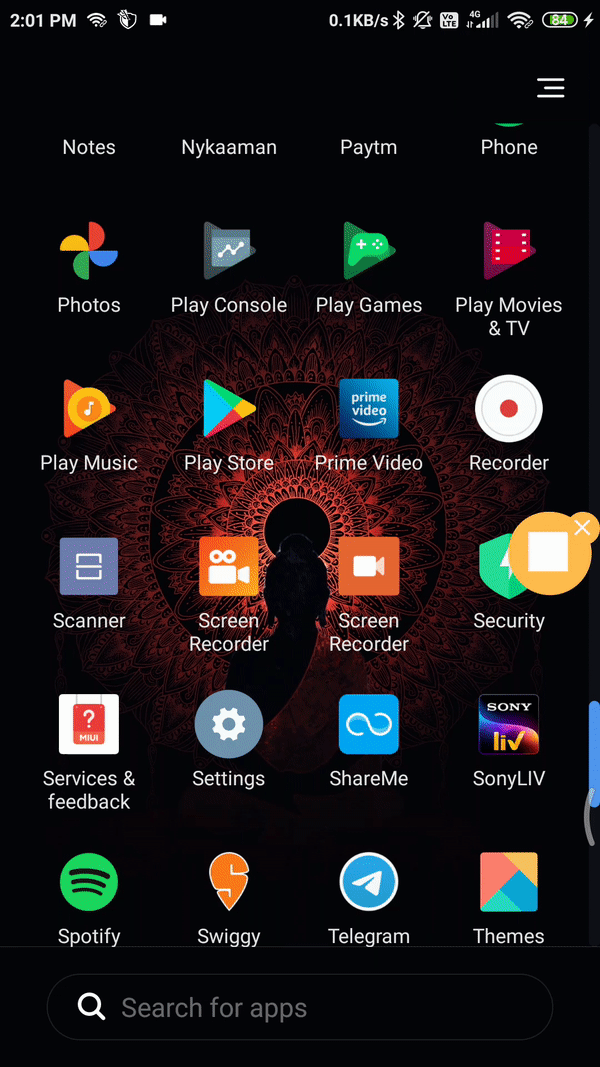 2:01 PM 0.1KB/s Vo LTE 4G 84
Notes Nykaaman Paytm Phone
Photos Play Console Play Games Play Movies
& TV
prime
video
Play Music Play Store Prime Video Recorder
Scanner Screen Screen Security
Recorder Recorder
?
MIUI
SONY
liv
Services & Settings ShareMe SonyLIV
feedback
Spotify Swiggy Telegram Themes
Search for apps